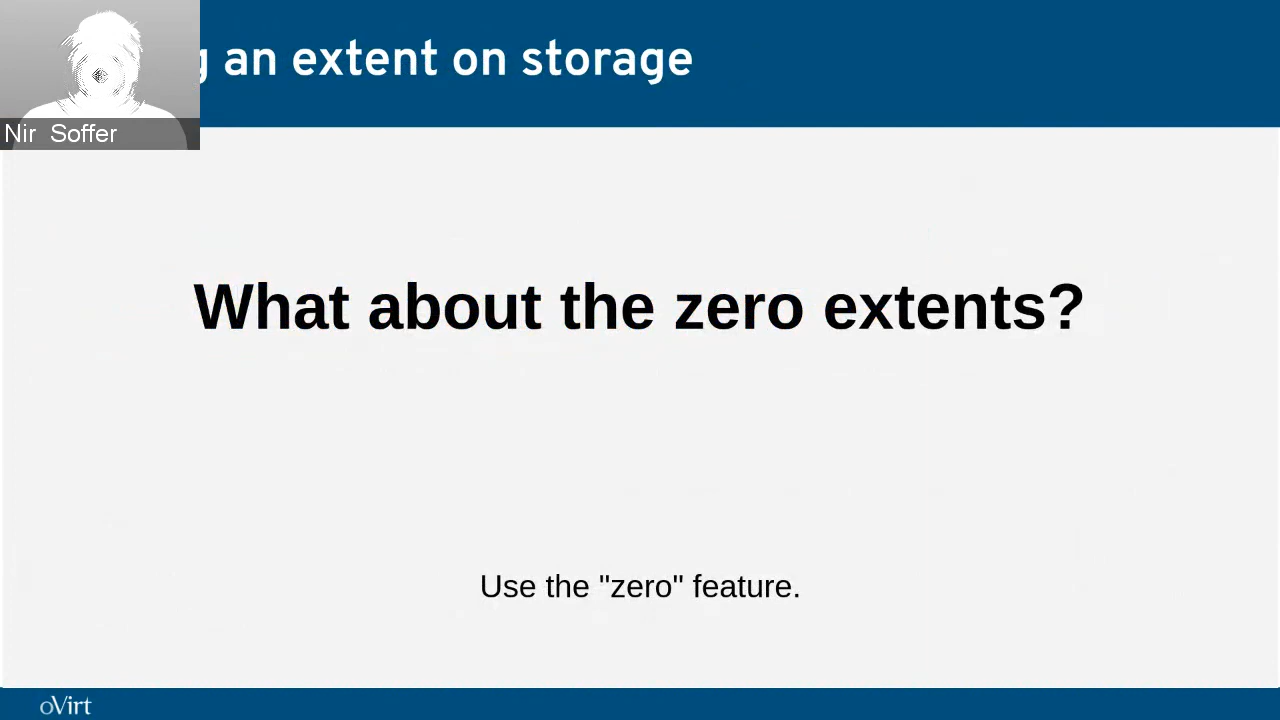 an extent on storage
Nir Soffer
What about the zero extents?
Use the "zero" feature.
oVirt